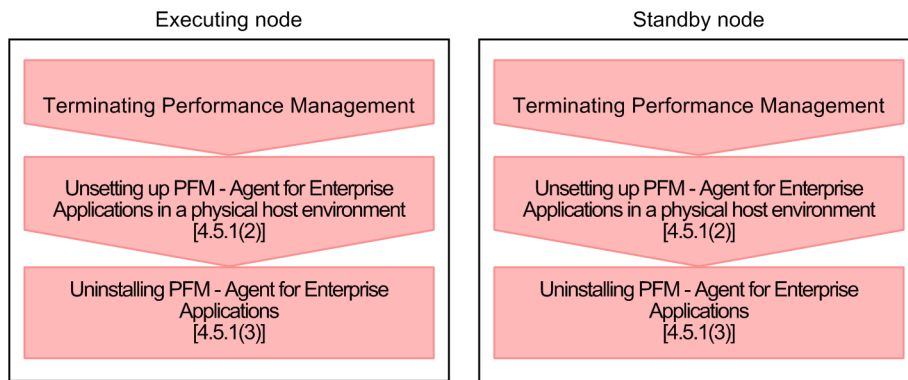 Executing node
Terminating Performance Management
Unsetting up PFM - Agent for Enterprise
Applications in a physical host environment
[4.5.1(2)]
Uninstalling PFM - Agent for Enterprise
Applications
[4.5.1(3)]
Standby node
Terminating Performance Management
Unsetting up PFM - Agent for Enterprise
Applications in a physical host environment
[4.5.1(2)]
Uninstalling PFM - Agent for Enterprise
Applications
[4.5.1(3)]